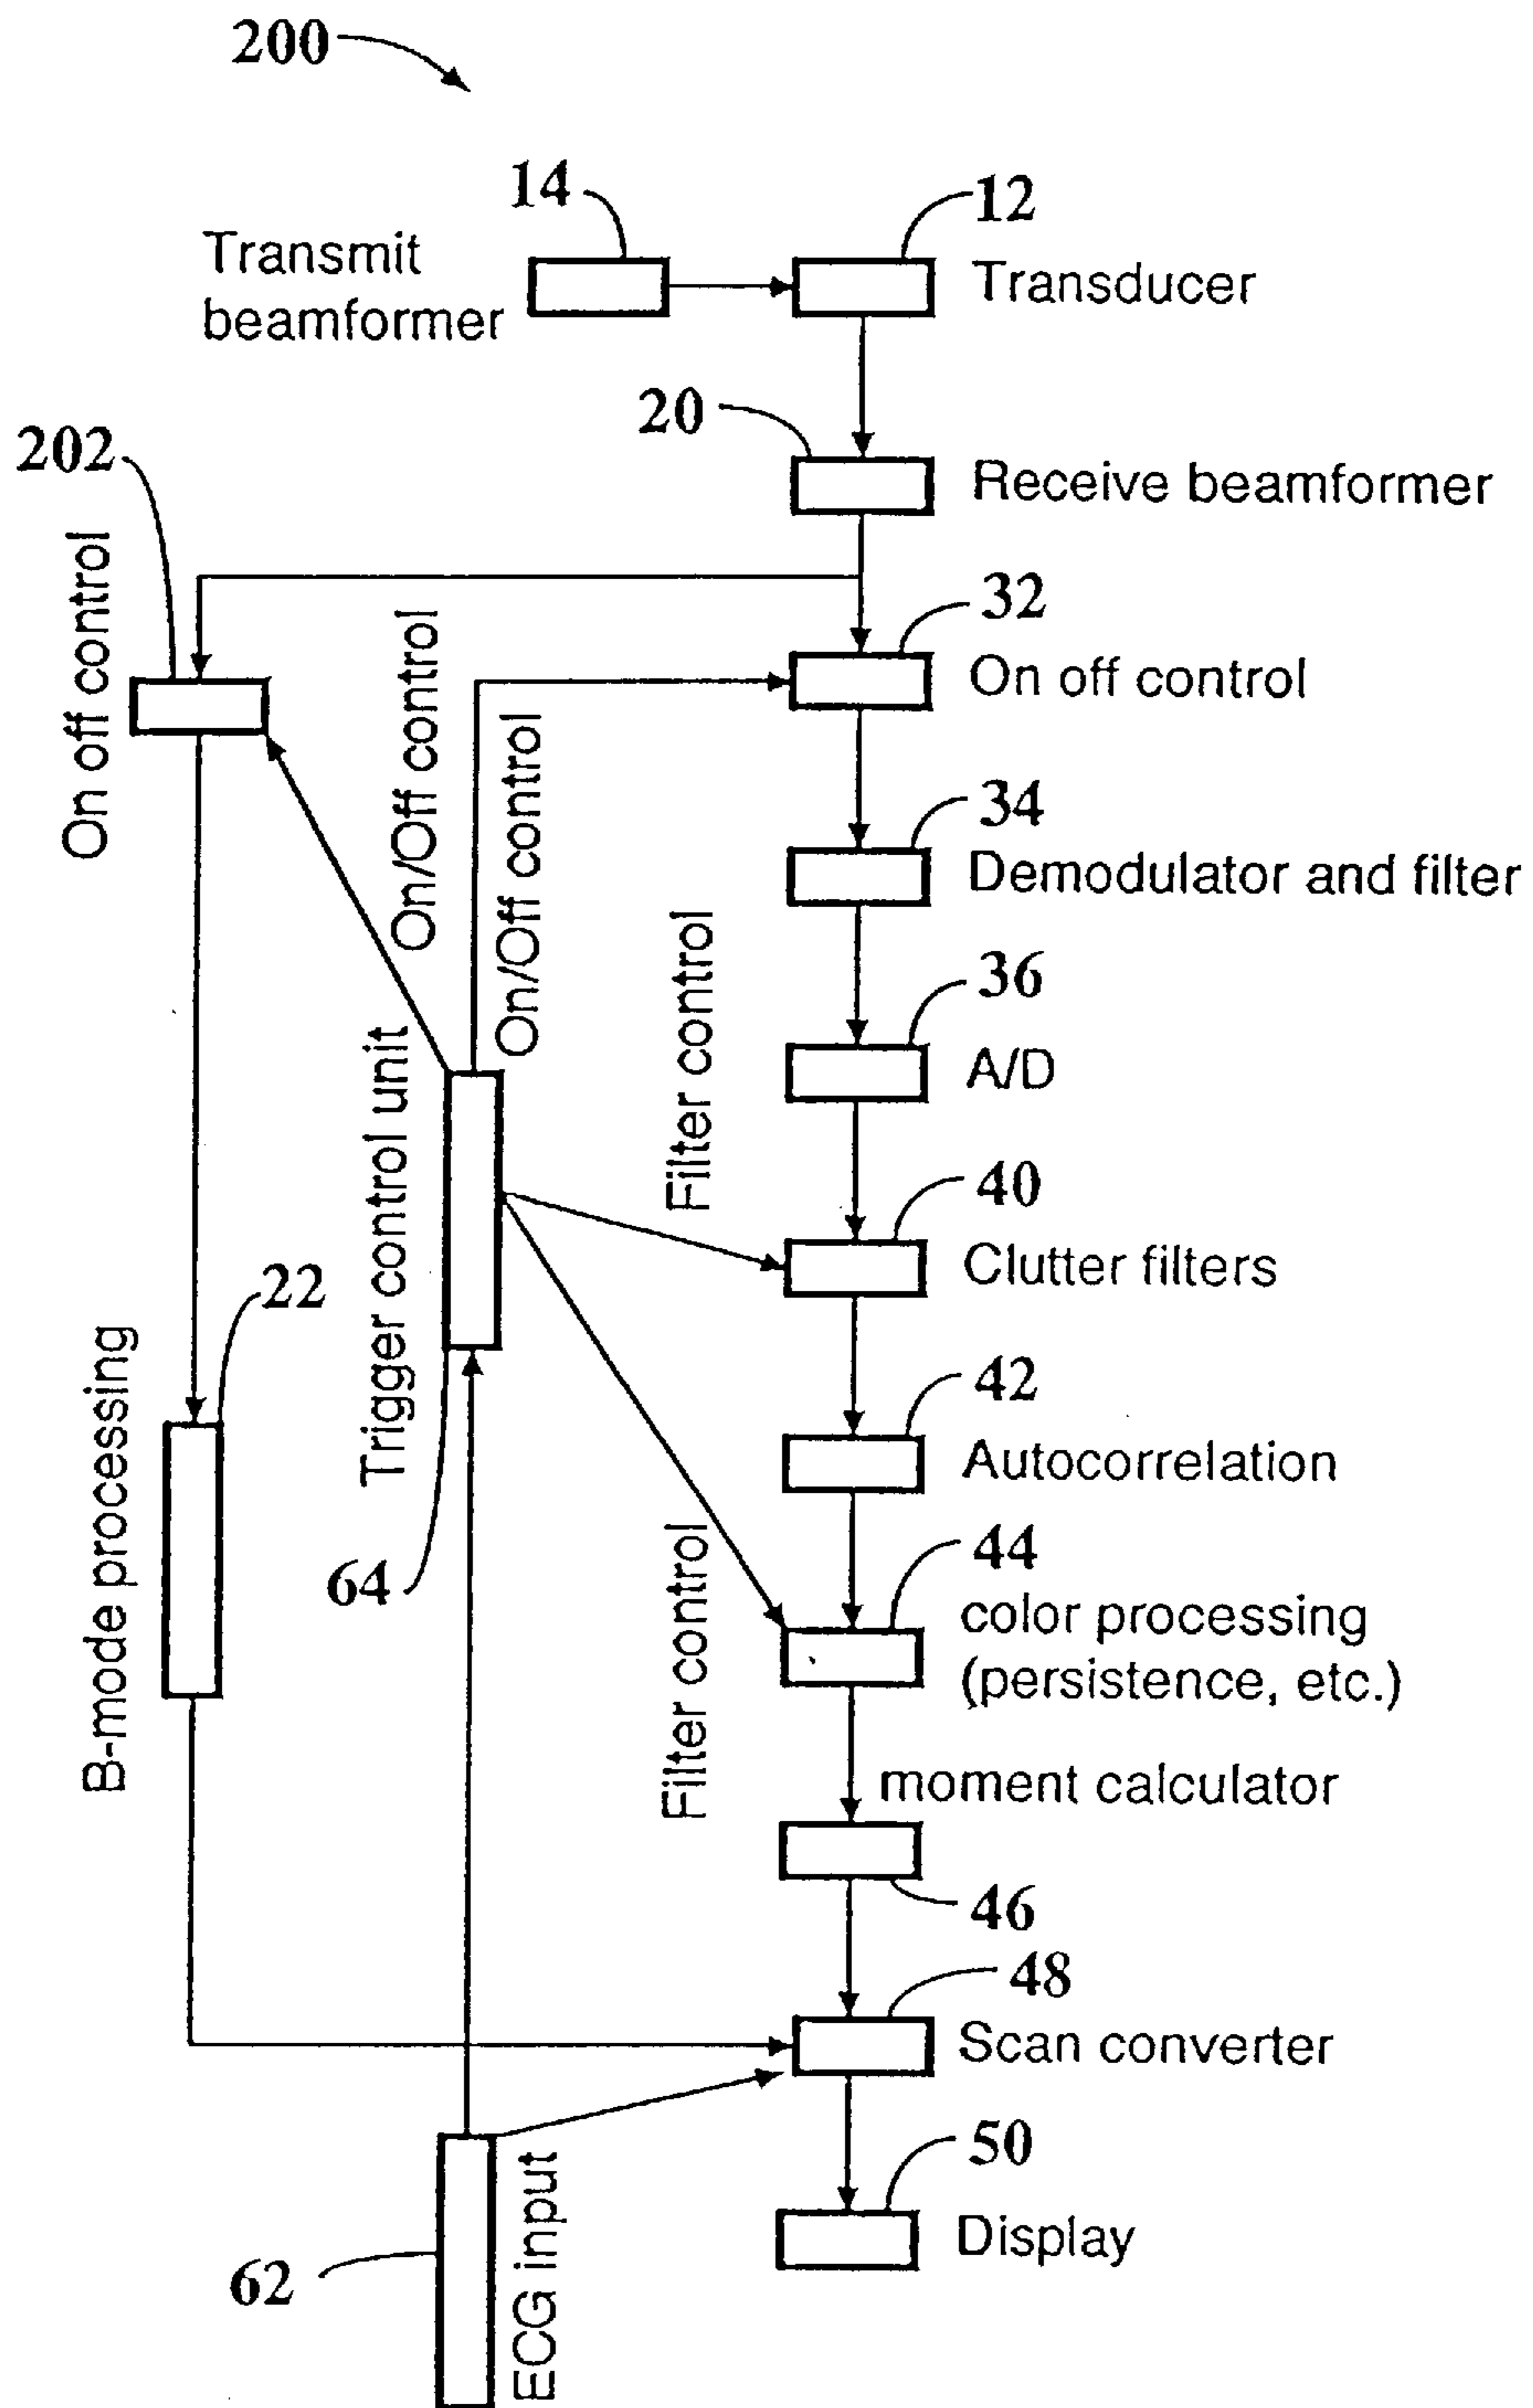 200
14
12
Transmit
beamformer
Transducer
20
Receive beamformer
202
On off control
32
On off control
On/Off control
On/Off control
34
Demodulator and filter
36
A/D
Filter control
40
Clutter filters
Trigger control unit
22
B-mode processing
42
Autocorrelation
64
44
color processing
(persistence, etc.)
Filter control
moment calculator
46
48
Scan converter
50
Display
62
ECG input